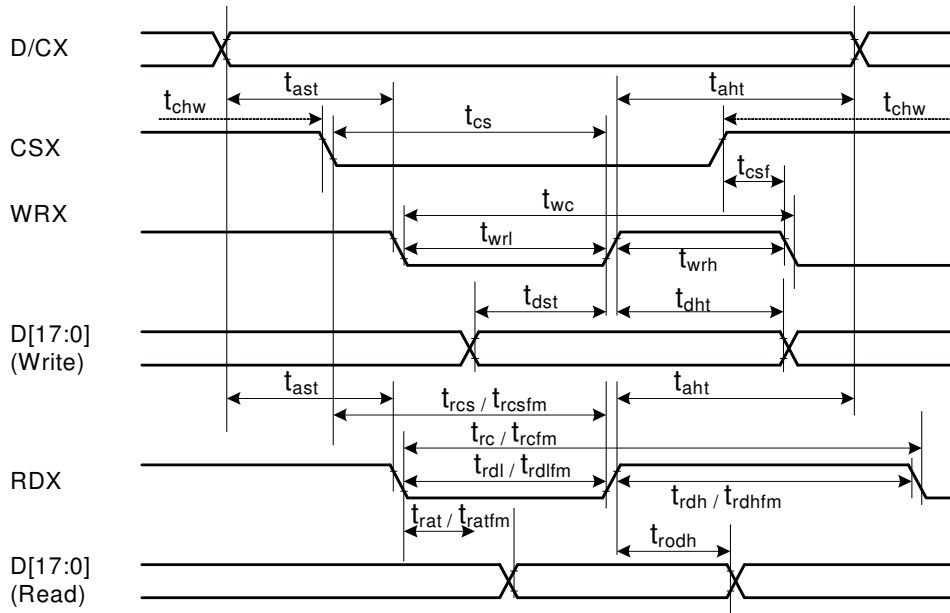 D/CX
t_ast
t_aht
t_chw
t_chw
t_cs
CSX
t_csf
WRX
t_wc
t_wrl
t_wrh
t_dst
t_dht
D[17:0]
(Write)
t_ast
t_aht
t_rcs / t_rcsfm
t_rc / t_rcfm
RDX
t_rdl / t_rdlfm
t_rdh / t_rdhfm
t_rat / t_ratfm
t_rodh
D[17:0]
(Read)